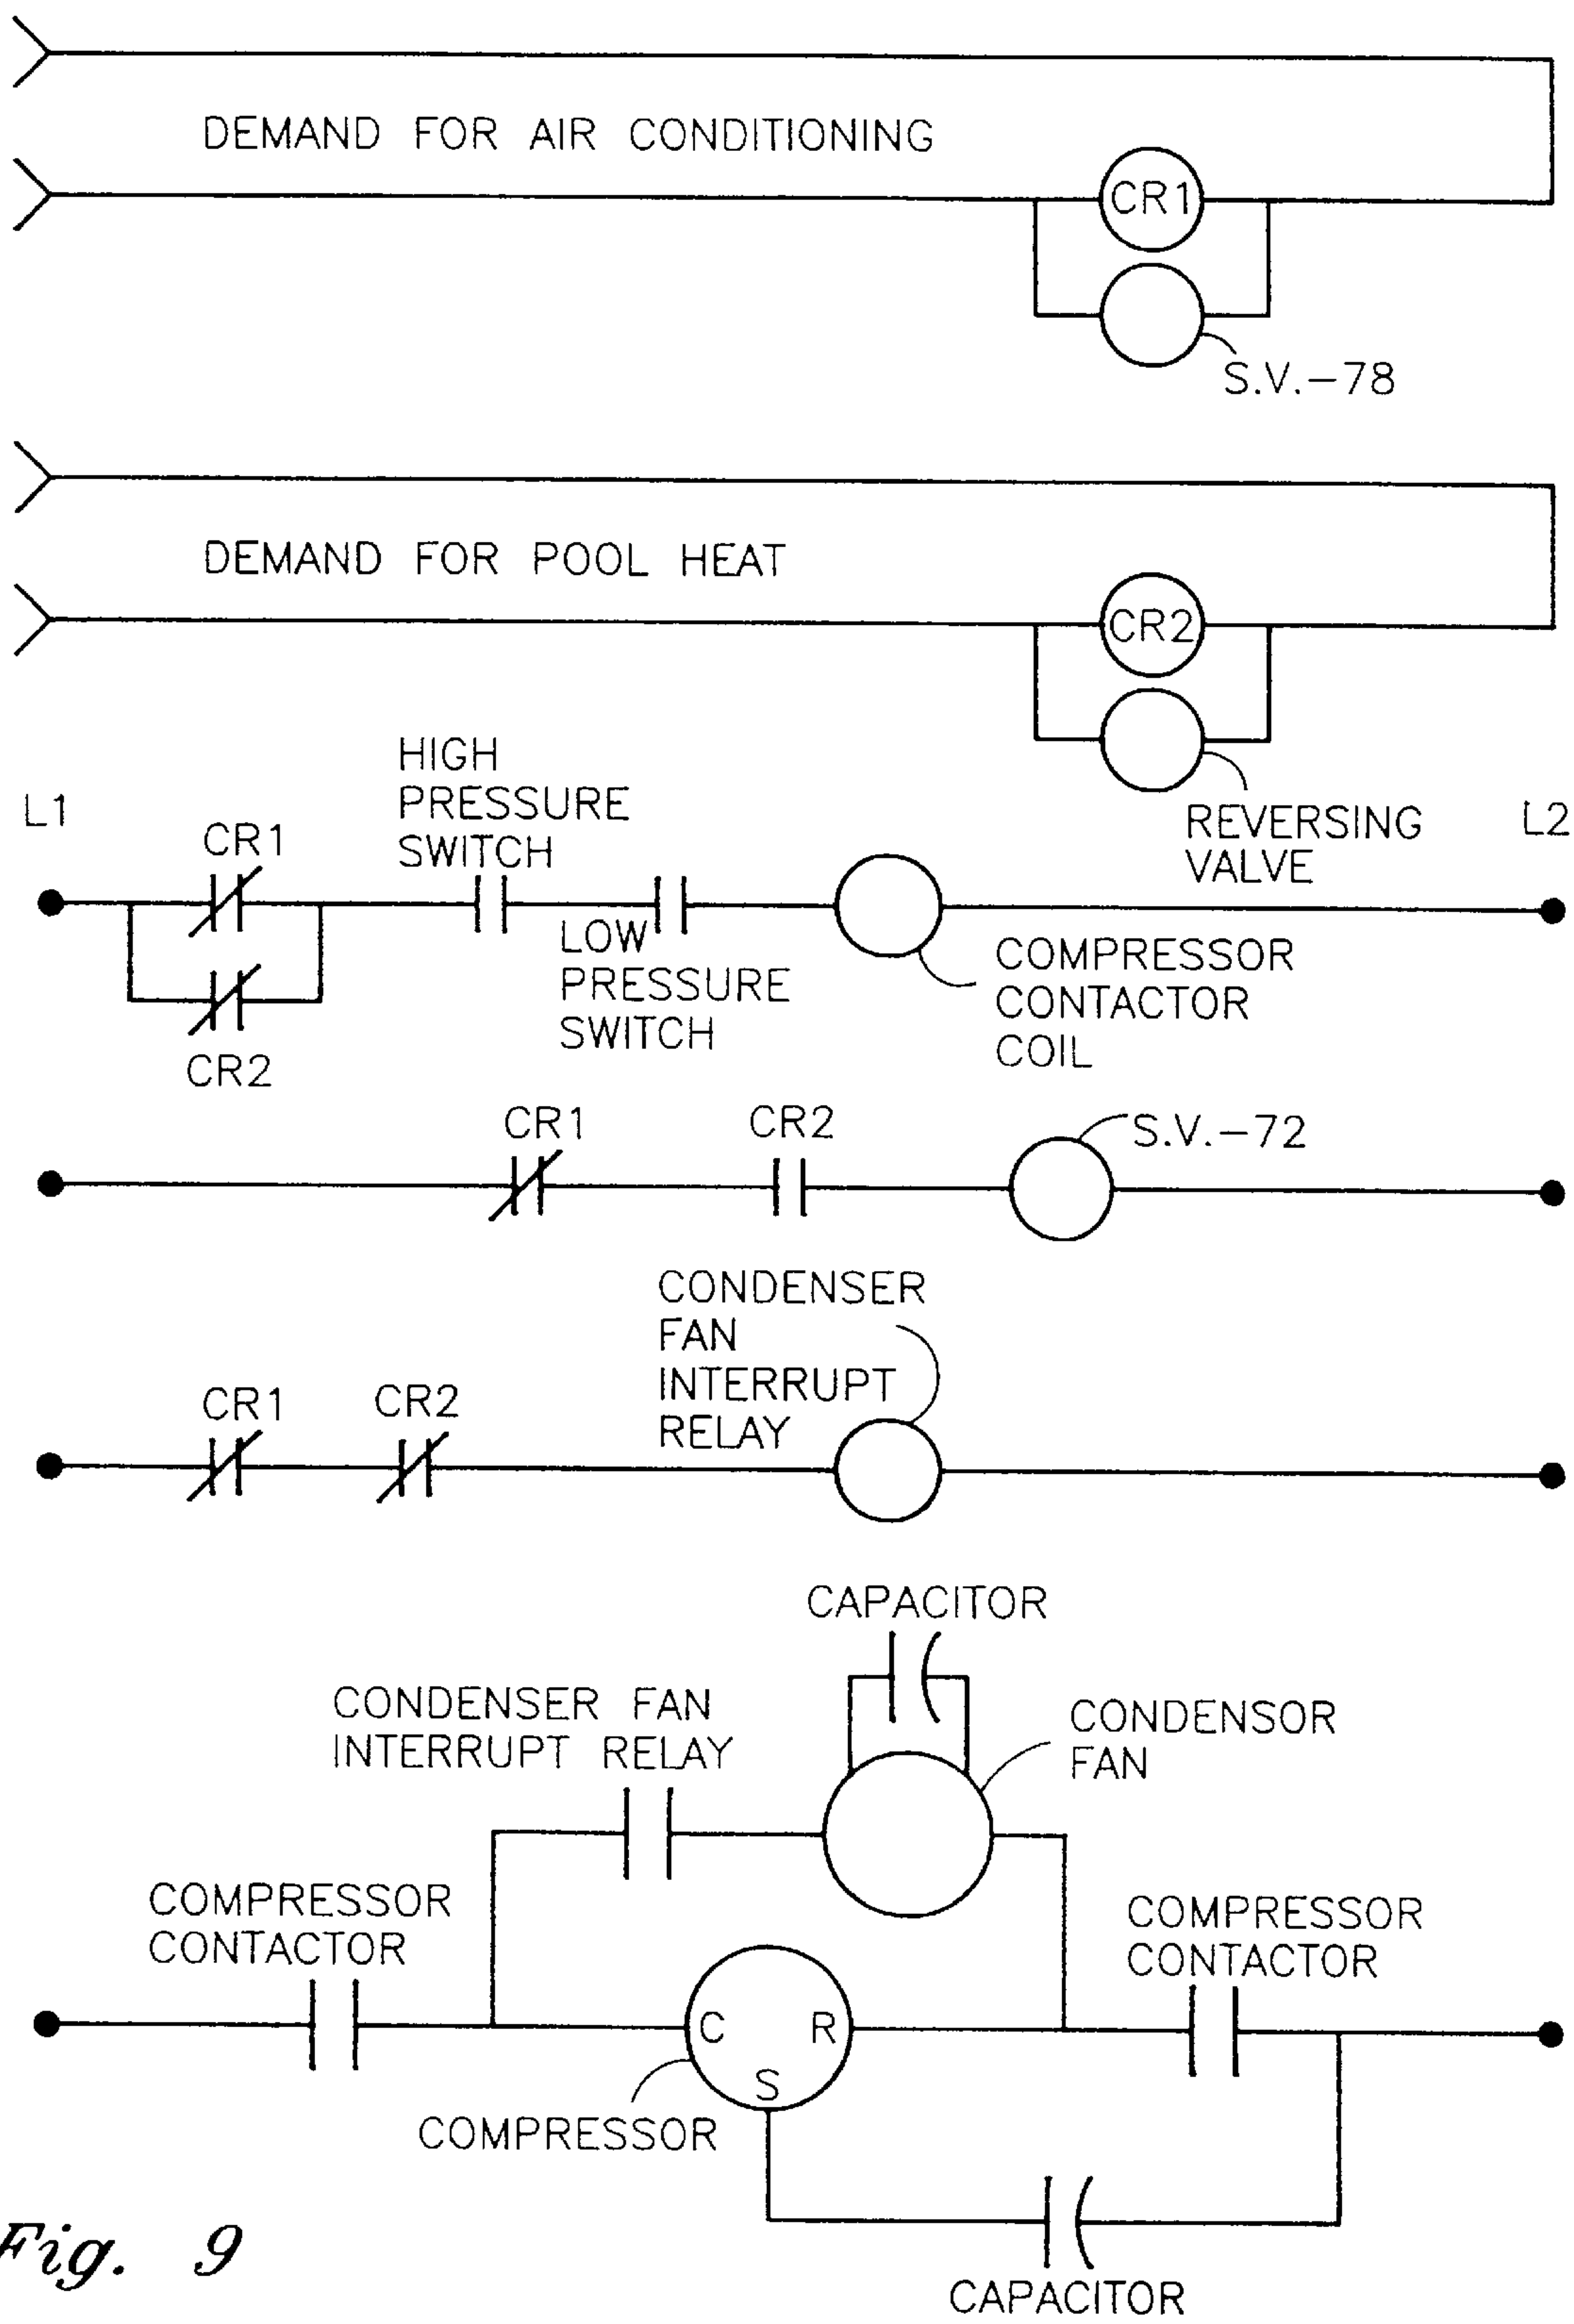 DEMAND FOR AIR CONDITIONING
CR1
S.V.-78
DEMAND FOR POOL HEAT
CR2
REVERSING
VALVE
L1
L2
CR1
HIGH
PRESSURE
SWITCH
LOW
PRESSURE
SWITCH
CR2
COMPRESSOR
CONTACTOR
COIL
CR1
CR2
S.V.-72
CR1
CR2
CONDENSER
FAN
INTERRUPT
RELAY
CAPACITOR
CONDENSER FAN
INTERRUPT RELAY
CONDENSOR
FAN
COMPRESSOR
CONTACTOR
COMPRESSOR
CONTACTOR
C
R
S
COMPRESSOR
CAPACITOR
Fig. 9